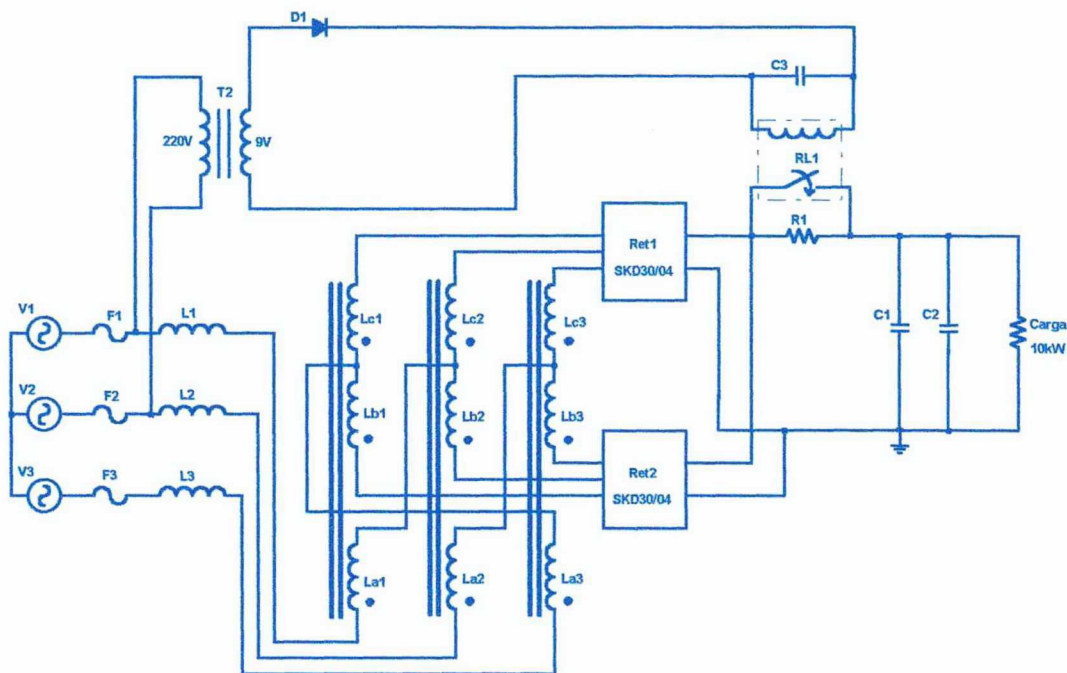 D1
C3
T2
220V
9V
RL1
R1
Ret1
SKD30/04
V1
F1
L1
Lc1
Lc2
Lc3
C1
C2
Carga
10kW
V2
F2
L2
Lb1
Lb2
Lb3
Ret2
SKD30/04
V3
F3
L3
La1
La2
La3